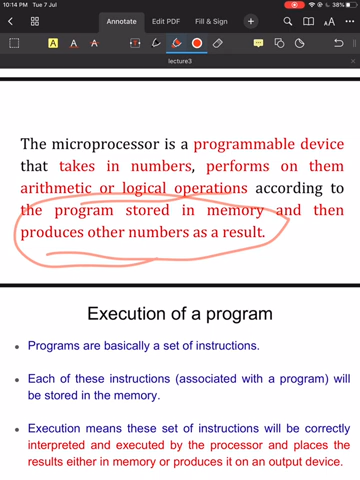 10:14 PM Tue 7 Jul
38%
Annotate Edit PDF Fill & Sign
A A A
AA
lecture3
The microprocessor is a programmable device
that takes in numbers, performs on them
arithmetic or logical operations according to
the program stored in memory and then
produces other numbers as a result.
Execution of a program
• Programs are basically a set of instructions.
• Each of these instructions (associated with a program) will
be stored in the memory.
• Execution means these set of instructions will be correctly
interpreted and executed by the processor and places the
results either in memory or produces it on an output device.